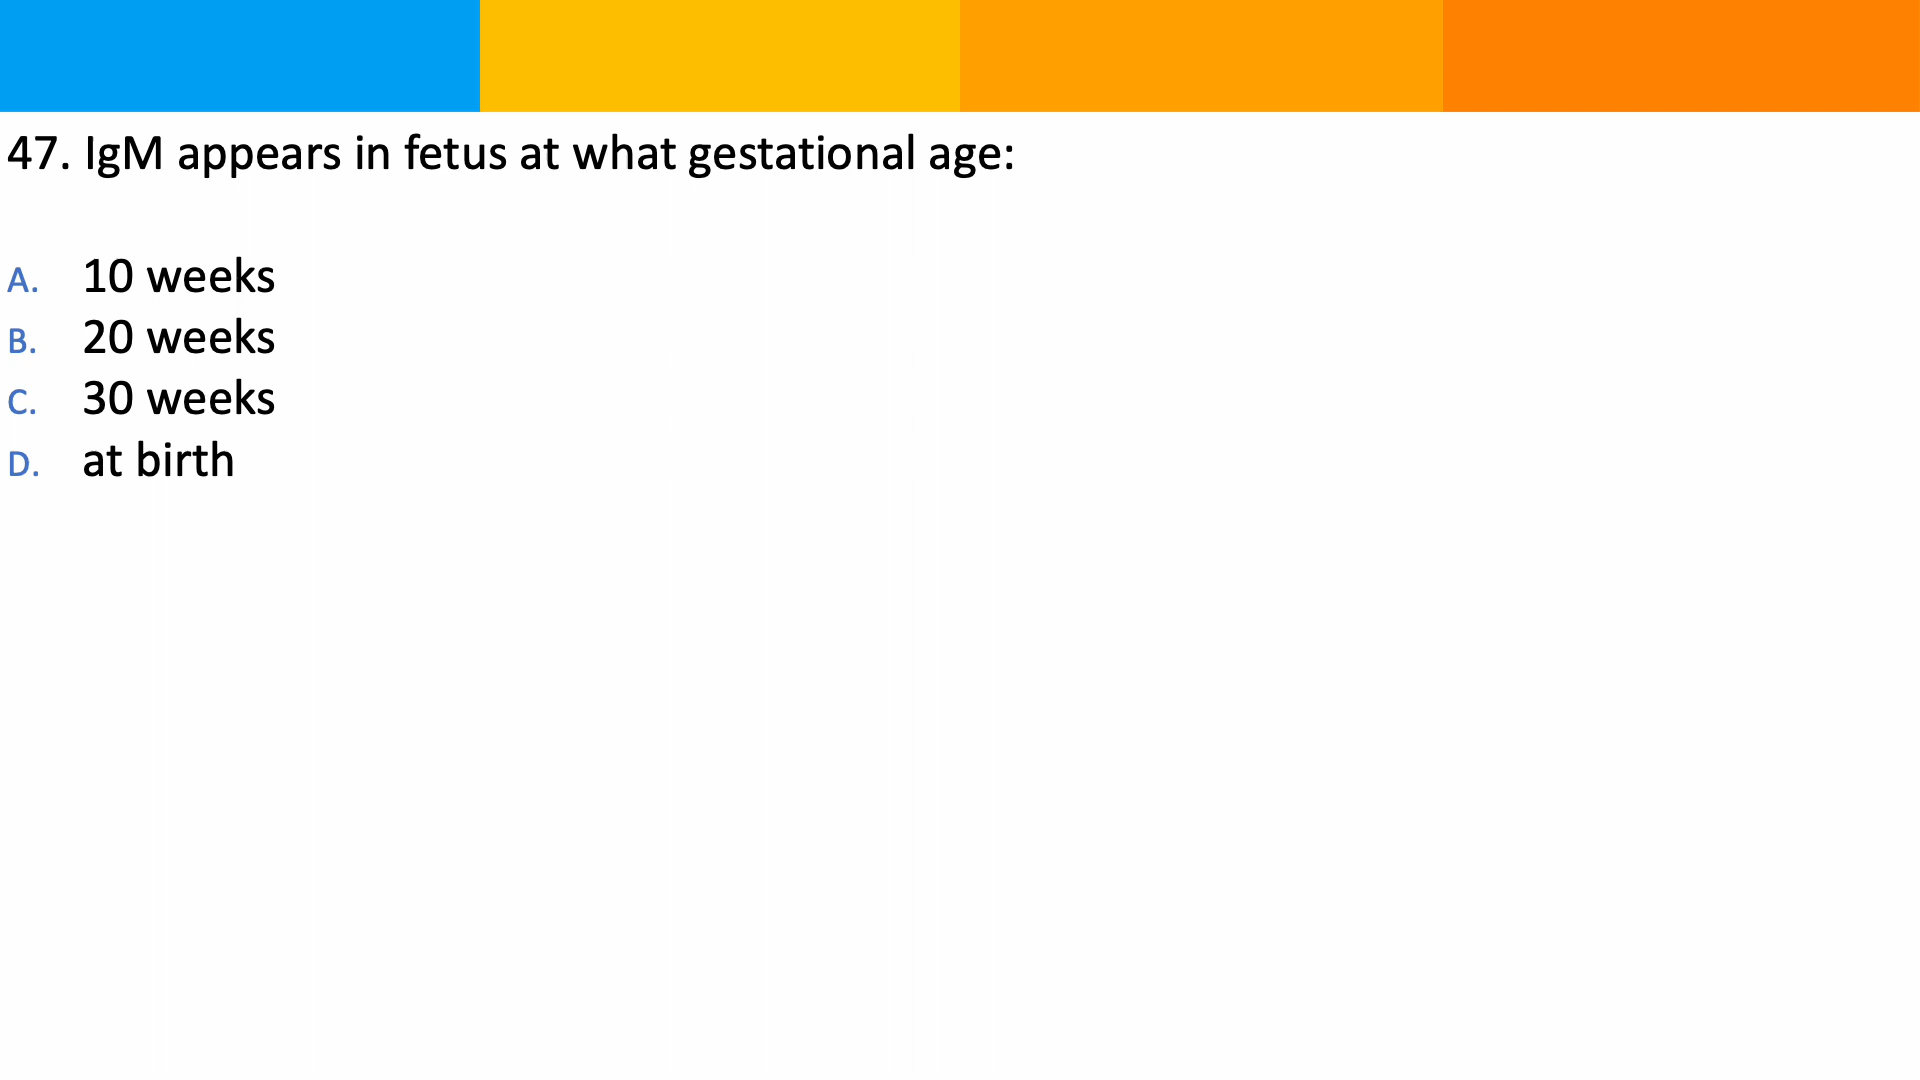 47. IgM appears in fetus at what gestational age:
A. 10 weeks
B. 20 weeks
C. 30 weeks
D. at birth